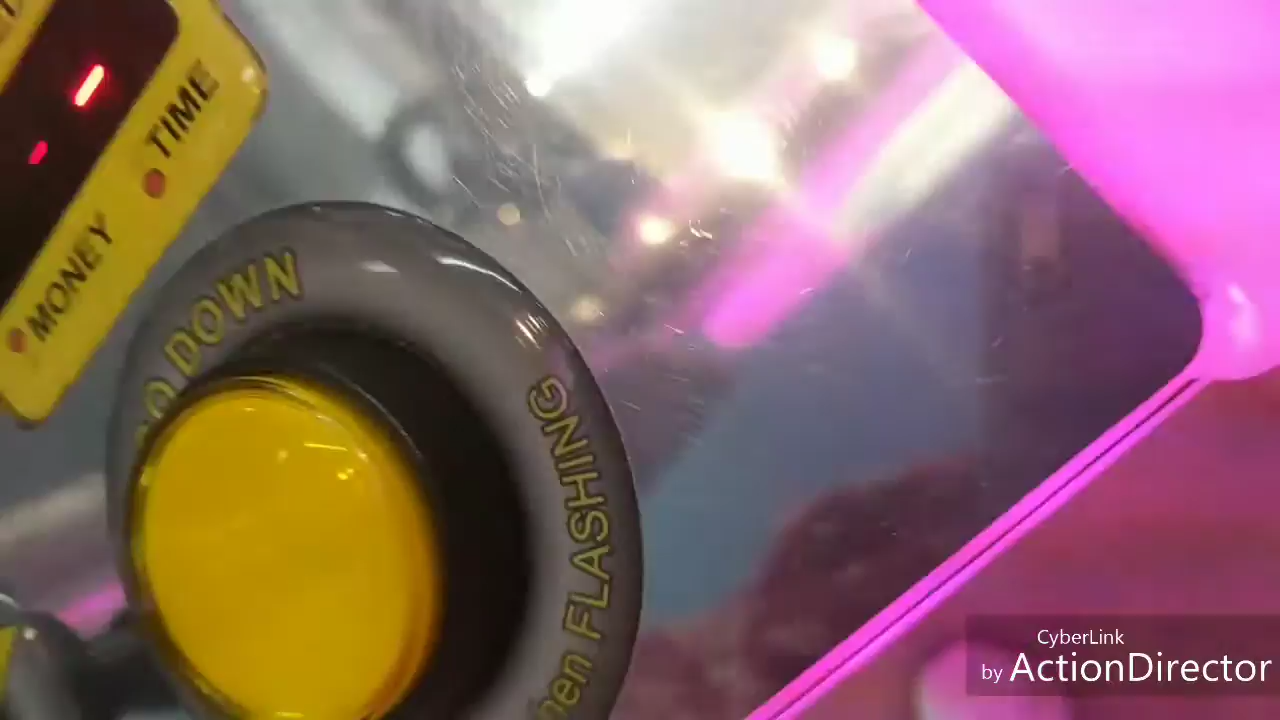 TIME
MONEY
DOWN
FLASHING
CyberLink
by ActionDirector